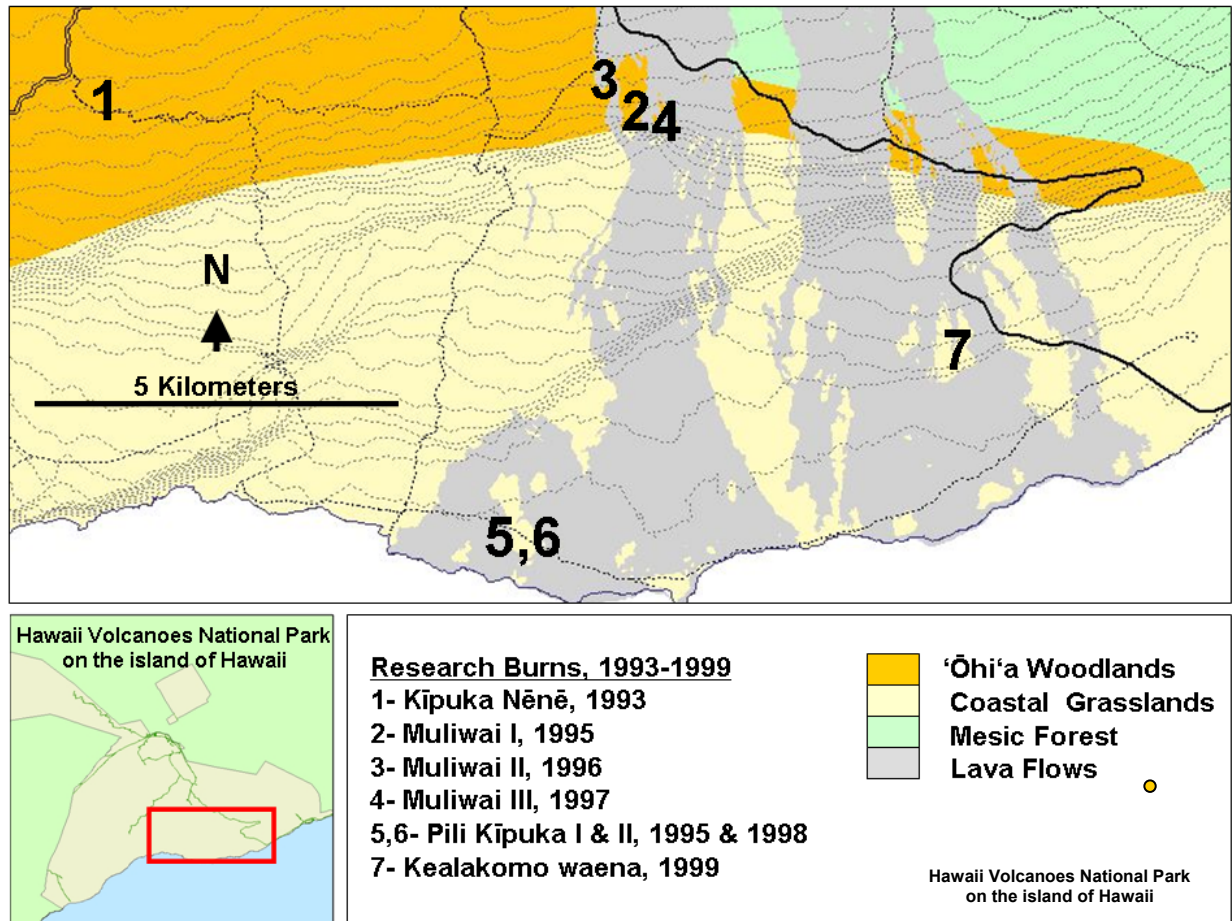 1
3
2
4
N
5 Kilometers
7
5,6
Hawaii Volcanoes National Park
on the island of Hawaii
Research Burns, 1993-1999
1- Kīpuka Nēnē, 1993
2- Muliwai I, 1995
3- Muliwai II, 1996
4- Muliwai III, 1997
5,6- Pili Kīpuka I & II, 1995 & 1998
7- Kealakomo waena, 1999
‘Ōhi‘a Woodlands
Coastal Grasslands
Mesic Forest
Lava Flows
Hawaii Volcanoes National Park
on the island of Hawaii